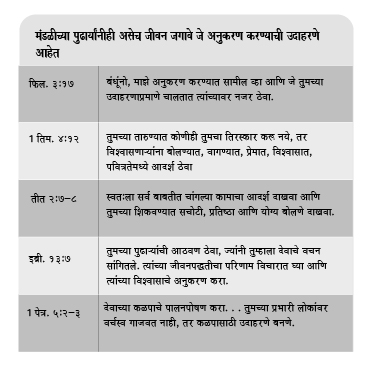 मंडळीच्या पुढार्यांनीही असेच जीवन जगावे जे अनुकरण करण्याची उदाहरणे
आहेत
फिल. ३:१७
बंधूंनो, माझे अनुकरण करण्यात सामील व्हा आणि जे तुमच्या
उदाहरणाप्रमाणे चालतात त्यांच्यावर नजर ठेवा.
1 तिम. ४:१२
तुमच्या तारुण्यात कोणीही तुमचा तिरस्कार करू नये, तर
विश्वासणाऱ्यांना बोलण्यात, वागण्यात, प्रेमात, विश्वासात,
पवित्रतेमध्ये आदर्श ठेवा
तीत २:७-८
स्वतःला सर्व बाबतीत चांगल्या कामाचा आदर्श दाखवा आणि
तुमच्या शिकवण्यात सचोटी, प्रतिष्ठा आणि योग्य बोलणे दाखवा.
इब्री. १३:७
तुमच्या पुढाऱ्यांची आठवण ठेवा, ज्यांनी तुम्हाला देवाचे वचन
सांगितले. त्यांच्या जीवनपद्धतीचा परिणाम विचारात घ्या आणि
त्यांच्या विश्वासाचे अनुकरण करा.
1 पेत्र. ५:२-३
देवाच्या कळपाचे पालनपोषण करा. . . तुमच्या प्रभारी लोकांवर
वर्चस्व गाजवत नाही, तर कळपासाठी उदाहरणे बनणे.